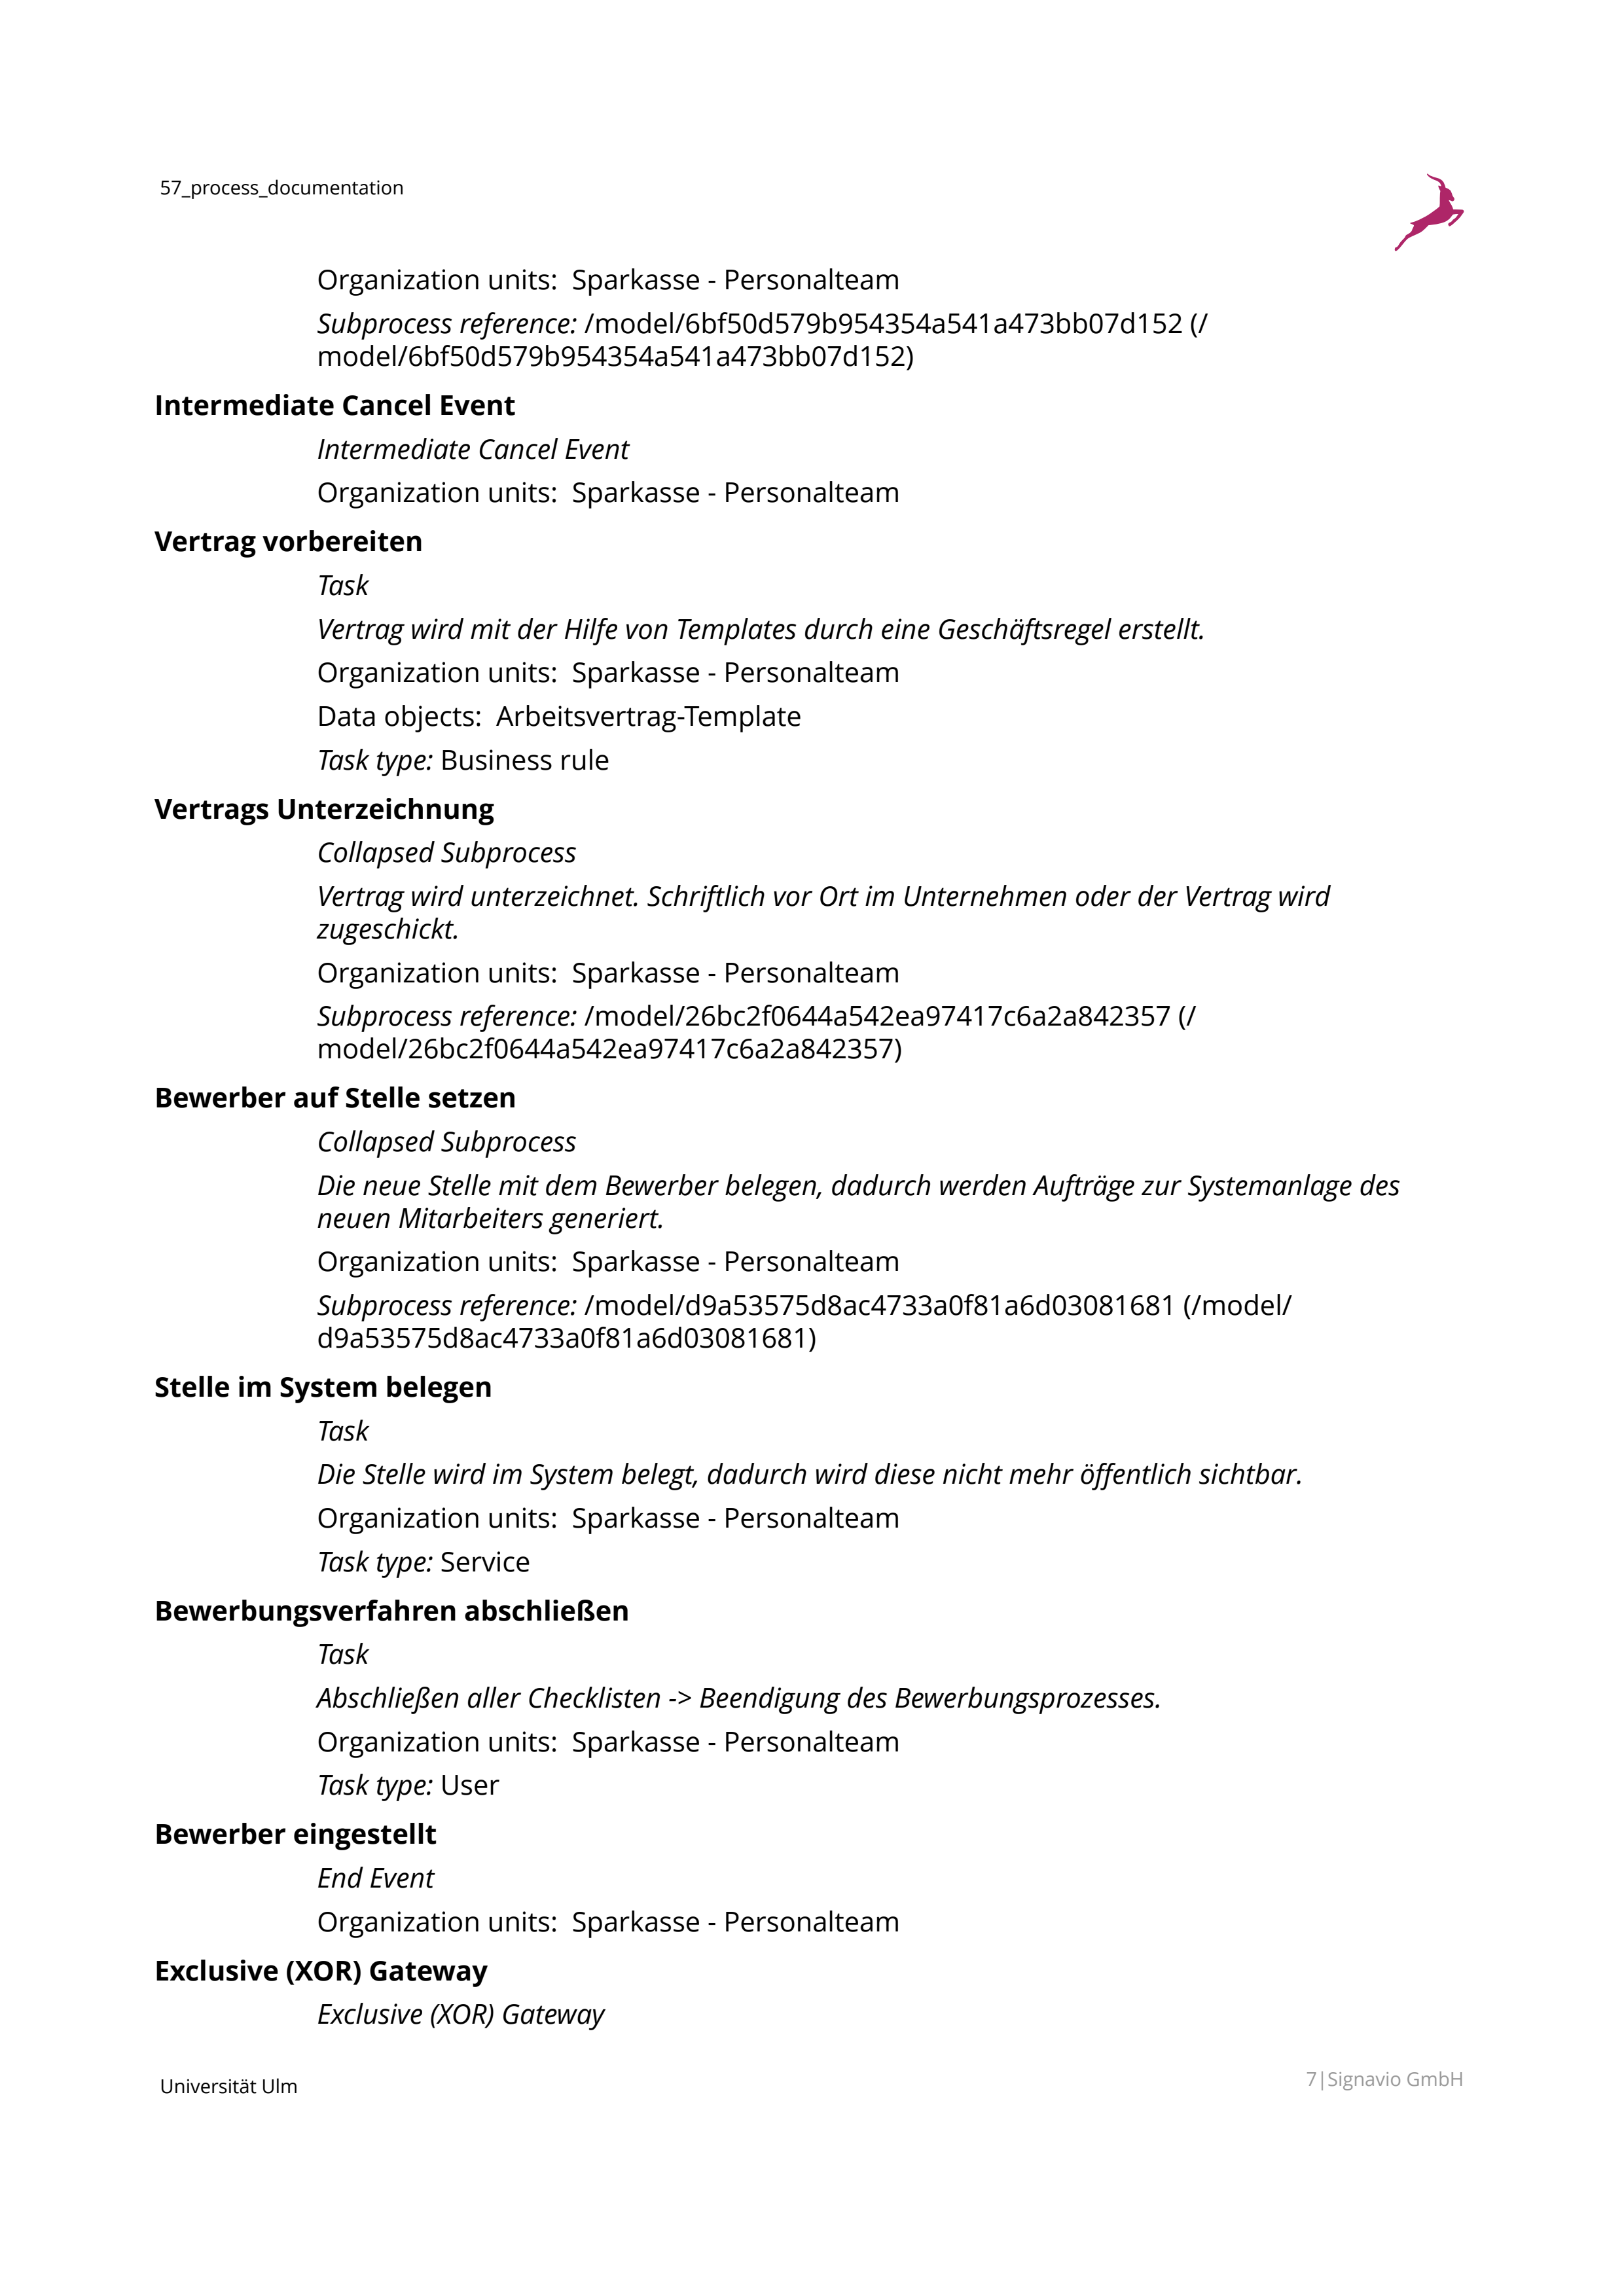 57_process_documentation
Organization units:  Sparkasse - Personalteam
Subprocess reference: /model/6bf50d579b954354a541a473bb07d152 (/
model/6bf50d579b954354a541a473bb07d152)
Intermediate Cancel Event
Intermediate Cancel Event
Organization units:  Sparkasse - Personalteam
Vertrag vorbereiten
Task
Vertrag wird mit der Hilfe von Templates durch eine Geschäftsregel erstellt.
Organization units:  Sparkasse - Personalteam
Data objects:  Arbeitsvertrag-Template
Task type: Business rule
Vertrags Unterzeichnung
Collapsed Subprocess
Vertrag wird unterzeichnet. Schriftlich vor Ort im Unternehmen oder der Vertrag wird
zugeschickt.
Organization units:  Sparkasse - Personalteam
Subprocess reference: /model/26bc2f0644a542ea97417c6a2a842357 (/
model/26bc2f0644a542ea97417c6a2a842357)
Bewerber auf Stelle setzen
Collapsed Subprocess
Die neue Stelle mit dem Bewerber belegen, dadurch werden Aufträge zur Systemanlage des
neuen Mitarbeiters generiert.
Organization units:  Sparkasse - Personalteam
Subprocess reference: /model/d9a53575d8ac4733a0f81a6d03081681 (/model/
d9a53575d8ac4733a0f81a6d03081681)
Stelle im System belegen
Task
Die Stelle wird im System belegt, dadurch wird diese nicht mehr öffentlich sichtbar.
Organization units:  Sparkasse - Personalteam
Task type: Service
Bewerbungsverfahren abschließen
Task
Abschließen aller Checklisten -> Beendigung des Bewerbungsprozesses.
Organization units:  Sparkasse - Personalteam
Task type: User
Bewerber eingestellt
End Event
Organization units:  Sparkasse - Personalteam
Exclusive (XOR) Gateway
Exclusive (XOR) Gateway
Universität Ulm
7|Signavio GmbH